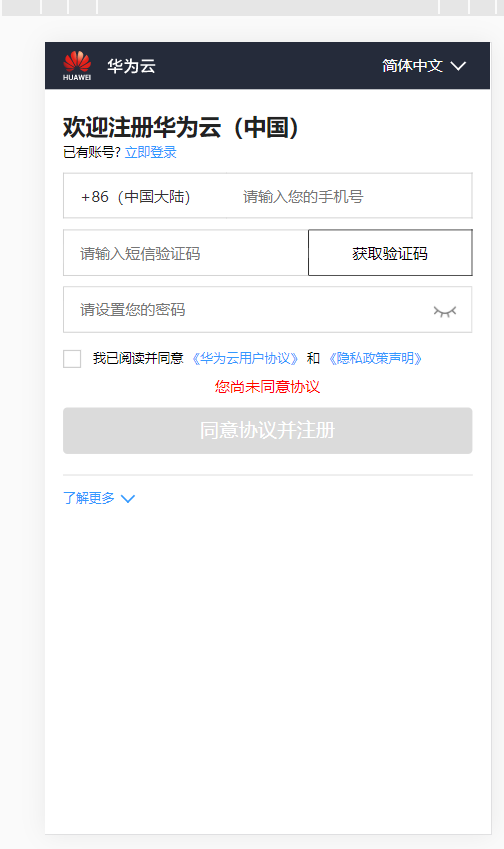 HUAWEI 华为云 简体中文
欢迎注册华为云（中国）
已有账号? 立即登录
+86（中国大陆） 请输入您的手机号
请输入短信验证码 获取验证码
请设置您的密码
我已阅读并同意 《华为云用户协议》 和 《隐私政策声明》
您尚未同意协议
同意协议并注册
了解更多